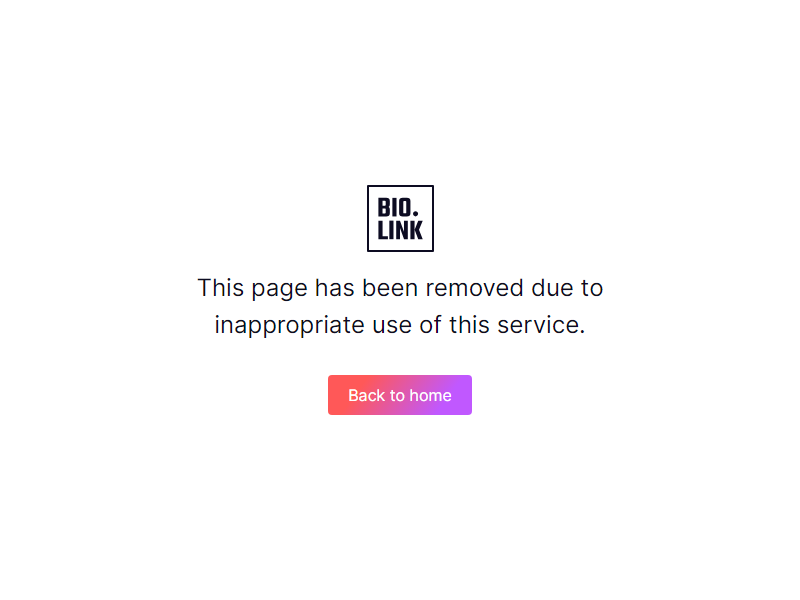 BIO.
LINK
This page has been removed due to
inappropriate use of this service.
Back to home